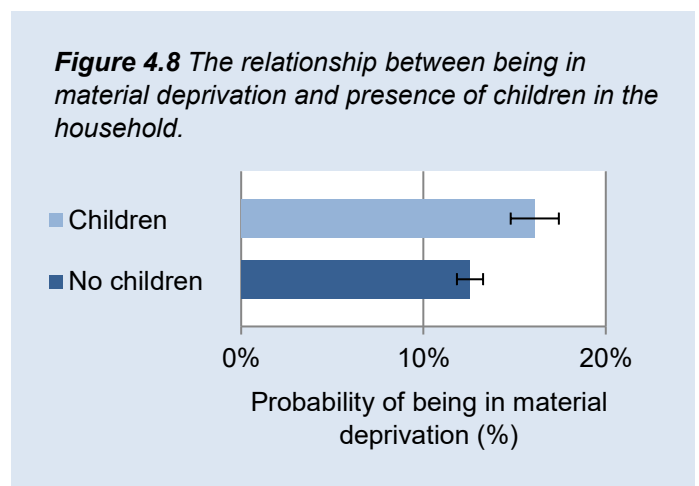 Figure 4.8 The relationship between being in
material deprivation and presence of children in the
household.
Children
No children
0%
10%
20%
Probability of being in material
deprivation (%)